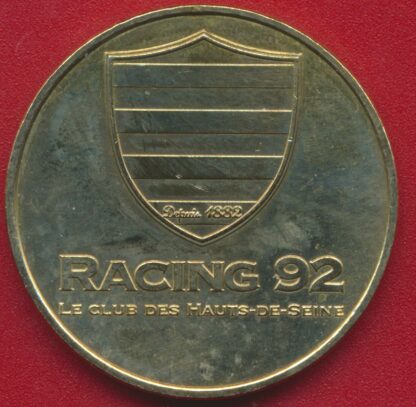 Depuis 1882
RACING 92
LE CLUB DES HAUTS-DE-SEINE